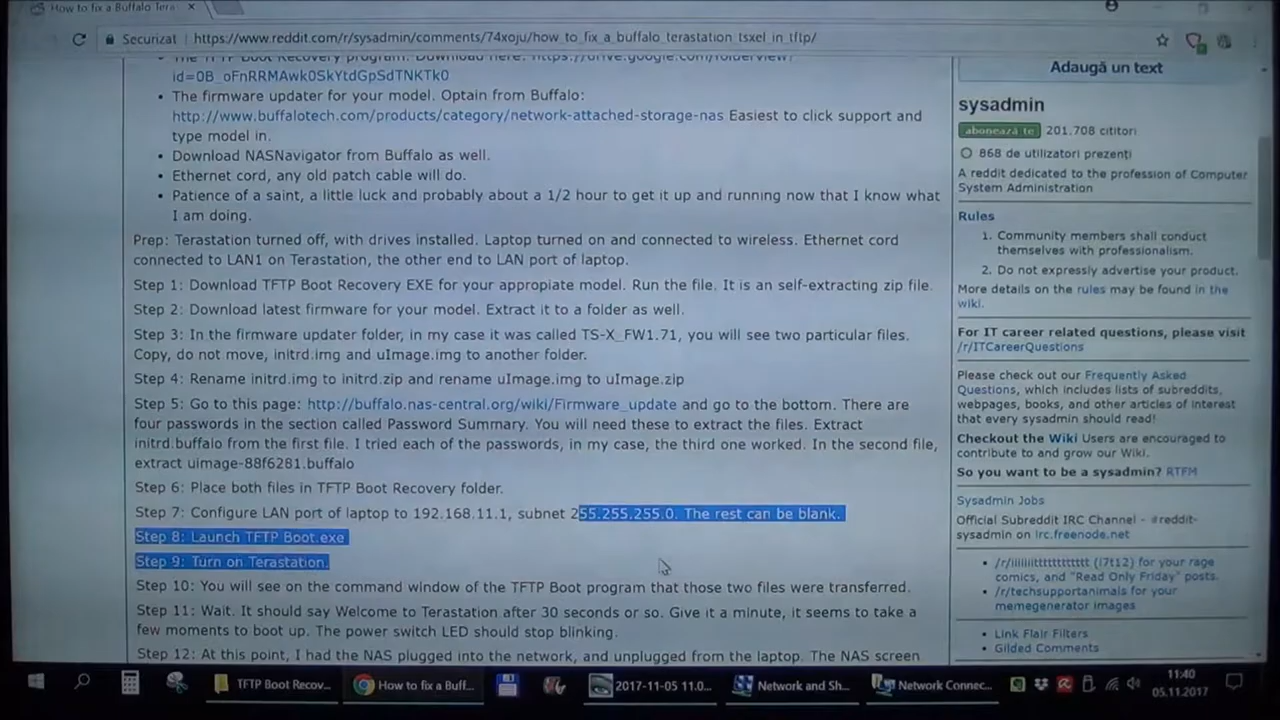 How to fix a Buffalo Tera
Securizat
https://www.reddit.com/r/sysadmin/comments/74xoju/how_to_fix_a_buffalo_terastation_tsxel_in_tftp/
id=0B_oFnRRMAwk0SkYtdGpSdTNKTk0
The firmware updater for your model. Optain from Buffalo:
http://www.buffalotech.com/products/category/network-attached-storage-nas Easiest to click support and
type model in.
Download NASNavigator from Buffalo as well.
Ethernet cord, any old patch cable will do.
Patience of a saint, a little luck and probably about a 1/2 hour to get it up and running now that I know what
I am doing.
Prep: Terastation turned off, with drives installed. Laptop turned on and connected to wireless. Ethernet cord
connected to LAN1 on Terastation, the other end to LAN port of laptop.
Step 1: Download TFTP Boot Recovery EXE for your appropiate model. Run the file. It is an self-extracting zip file.
Step 2: Download latest firmware for your model. Extract it to a folder as well.
Step 3: In the firmware updater folder, in my case it was called TS-X_FW1.71, you will see two particular files.
Copy, do not move, initrd.img and uImage.img to another folder.
Step 4: Rename initrd.img to initrd.zip and rename uImage.img to uImage.zip
Step 5: Go to this page: http://buffalo.nas-central.org/wiki/Firmware_update and go to the bottom. There are
four passwords in the section called Password Summary. You will need these to extract the files. Extract
initrd.buffalo from the first file. I tried each of the passwords, in my case, the third one worked. In the second file,
extract uimage-88f6281.buffalo
Step 6: Place both files in TFTP Boot Recovery folder.
Step 7: Configure LAN port of laptop to 192.168.11.1, subnet 255.255.255.0. The rest can be blank.
Step 8: Launch TFTP Boot.exe
Step 9: Turn on Terastation.
Step 10: You will see on the command window of the TFTP Boot program that those two files were transferred.
Step 11: Wait. It should say Welcome to Terastation after 30 seconds or so. Give it a minute, it seems to take a
few moments to boot up. The power switch LED should stop blinking.
Step 12: At this point, I had the NAS plugged into the network, and unplugged from the laptop. The NAS screen
Adaugă un text
sysadmin
abonează-te 201.708 cititori
868 de utilizatori prezenți
A reddit dedicated to the profession of Computer
System Administration
Rules
1. Community members shall conduct
themselves with professionalism.
2. Do not expressly advertise your product.
More details on the rules may be found in the
wiki.
For IT career related questions, please visit
/r/ITCareerQuestions
Please check out our Frequently Asked
Questions, which includes lists of subreddits,
webpages, books, and other articles of interest
that every sysadmin should read!
Checkout the Wiki Users are encouraged to
contribute to and grow our Wiki.
So you want to be a sysadmin? RTFM
Sysadmin Jobs
Official Subreddit IRC Channel - #reddit-
sysadmin on irc.freenode.net
for your rage
comics, and "Read Only Friday" posts.
/r/techsupportanimals for your
memegenerator images
Link Flair Filters
Gilded Comments
TFTP Boot Recov...
How to fix a Buff...
2017-11-05 11.0...
Network and Sh...
Network Connec...
11:40
05.11.2017